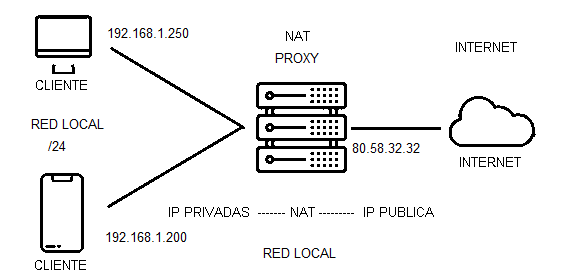 192.168.1.250
NAT
PROXY
INTERNET
CLIENTE
RED LOCAL
/24
80.58.32.32
INTERNET
IP PRIVADAS ------- NAT --------- IP PUBLICA
192.168.1.200
RED LOCAL
CLIENTE